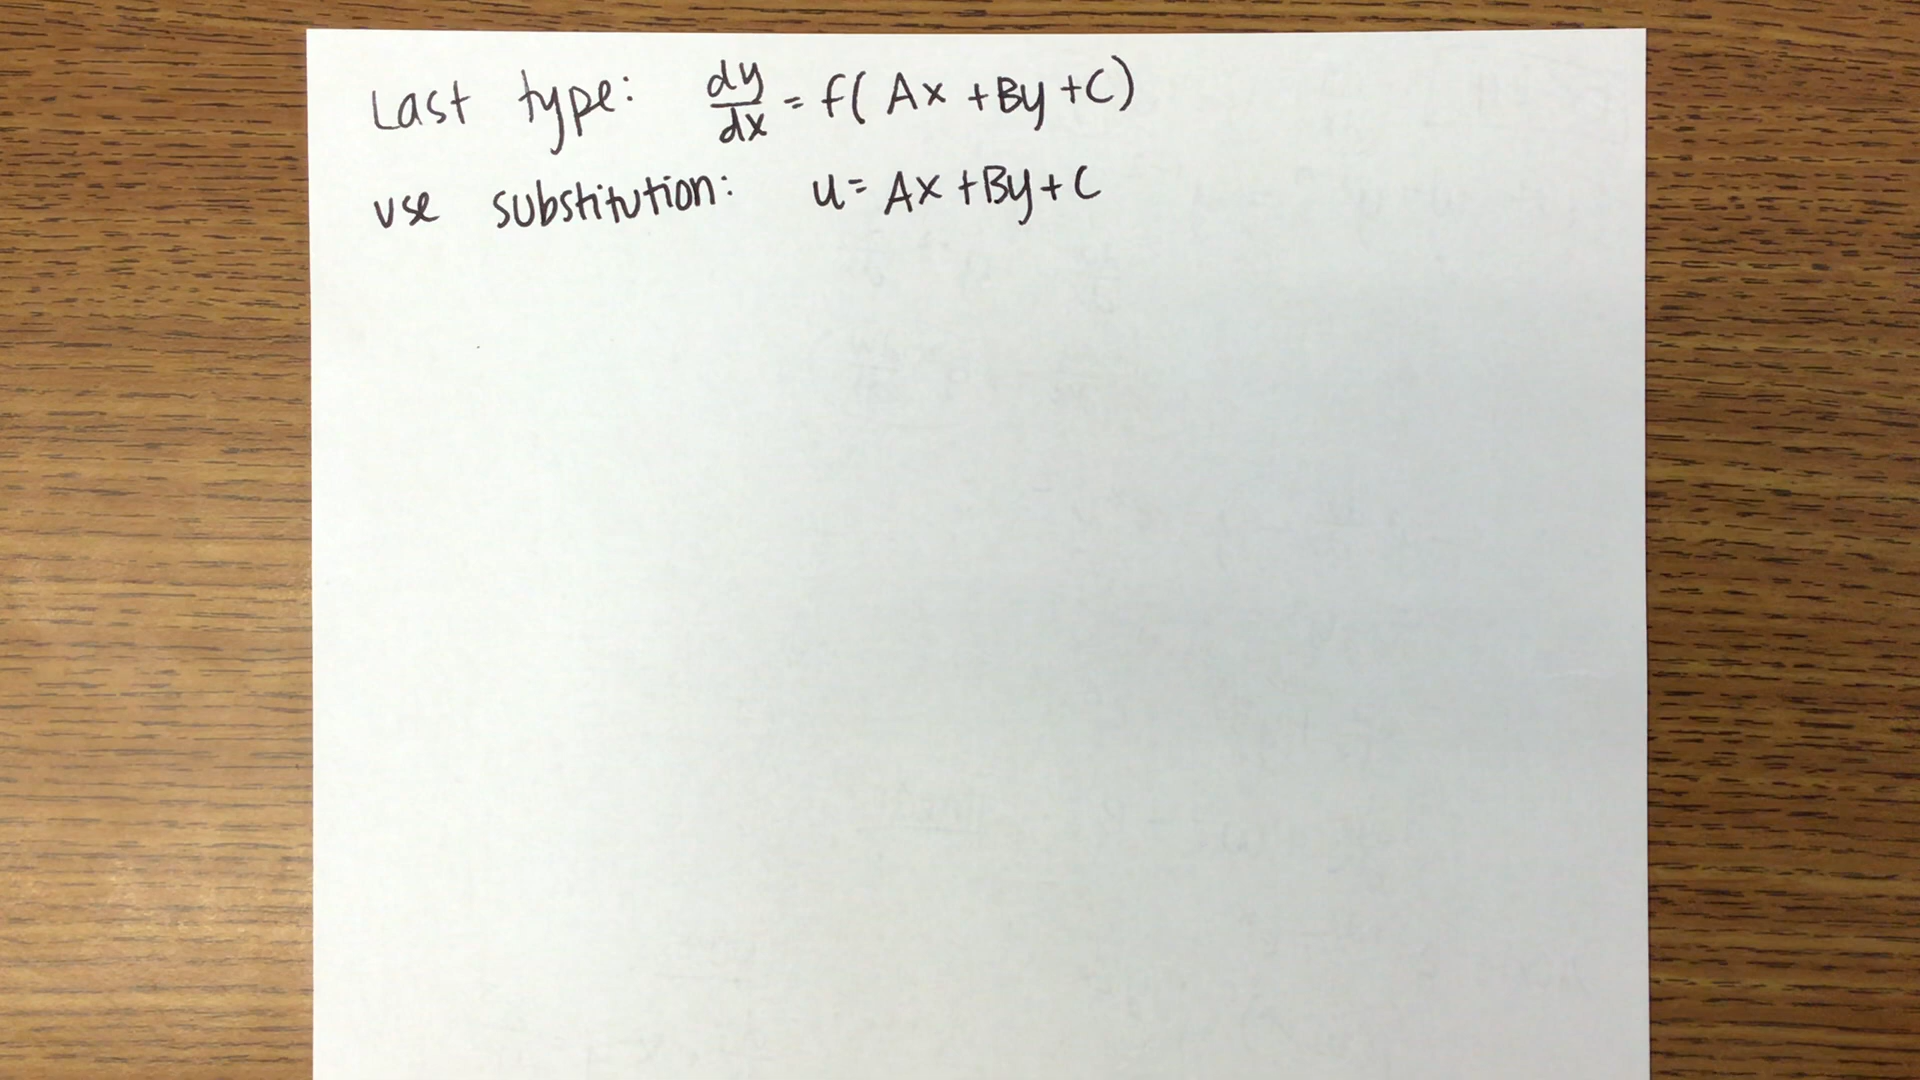 Last type: dy/dx = f(Ax + By + C)
use substitution: u = Ax + By + C